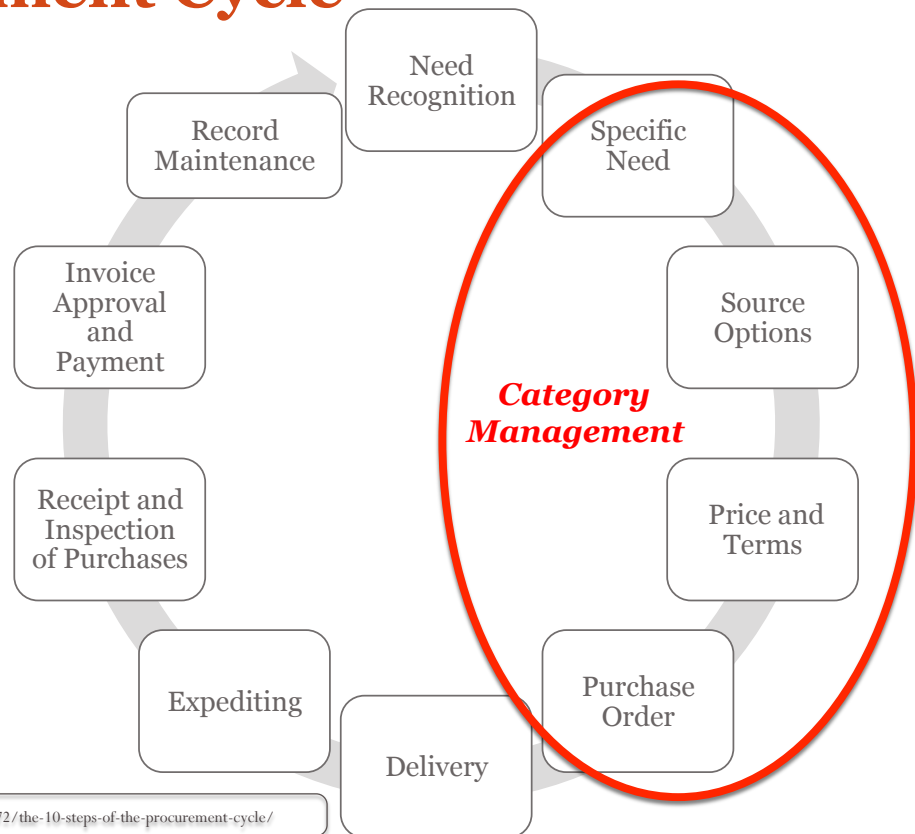 Cycle
Need
Recognition
Specific
Need
Source
Options
Price and
Terms
Purchase
Order
Delivery
Expediting
Receipt and
Inspection
of Purchases
Invoice
Approval
and
Payment
Record
Maintenance
Category
Management
/the-10-steps-of-the-procurement-cycle/